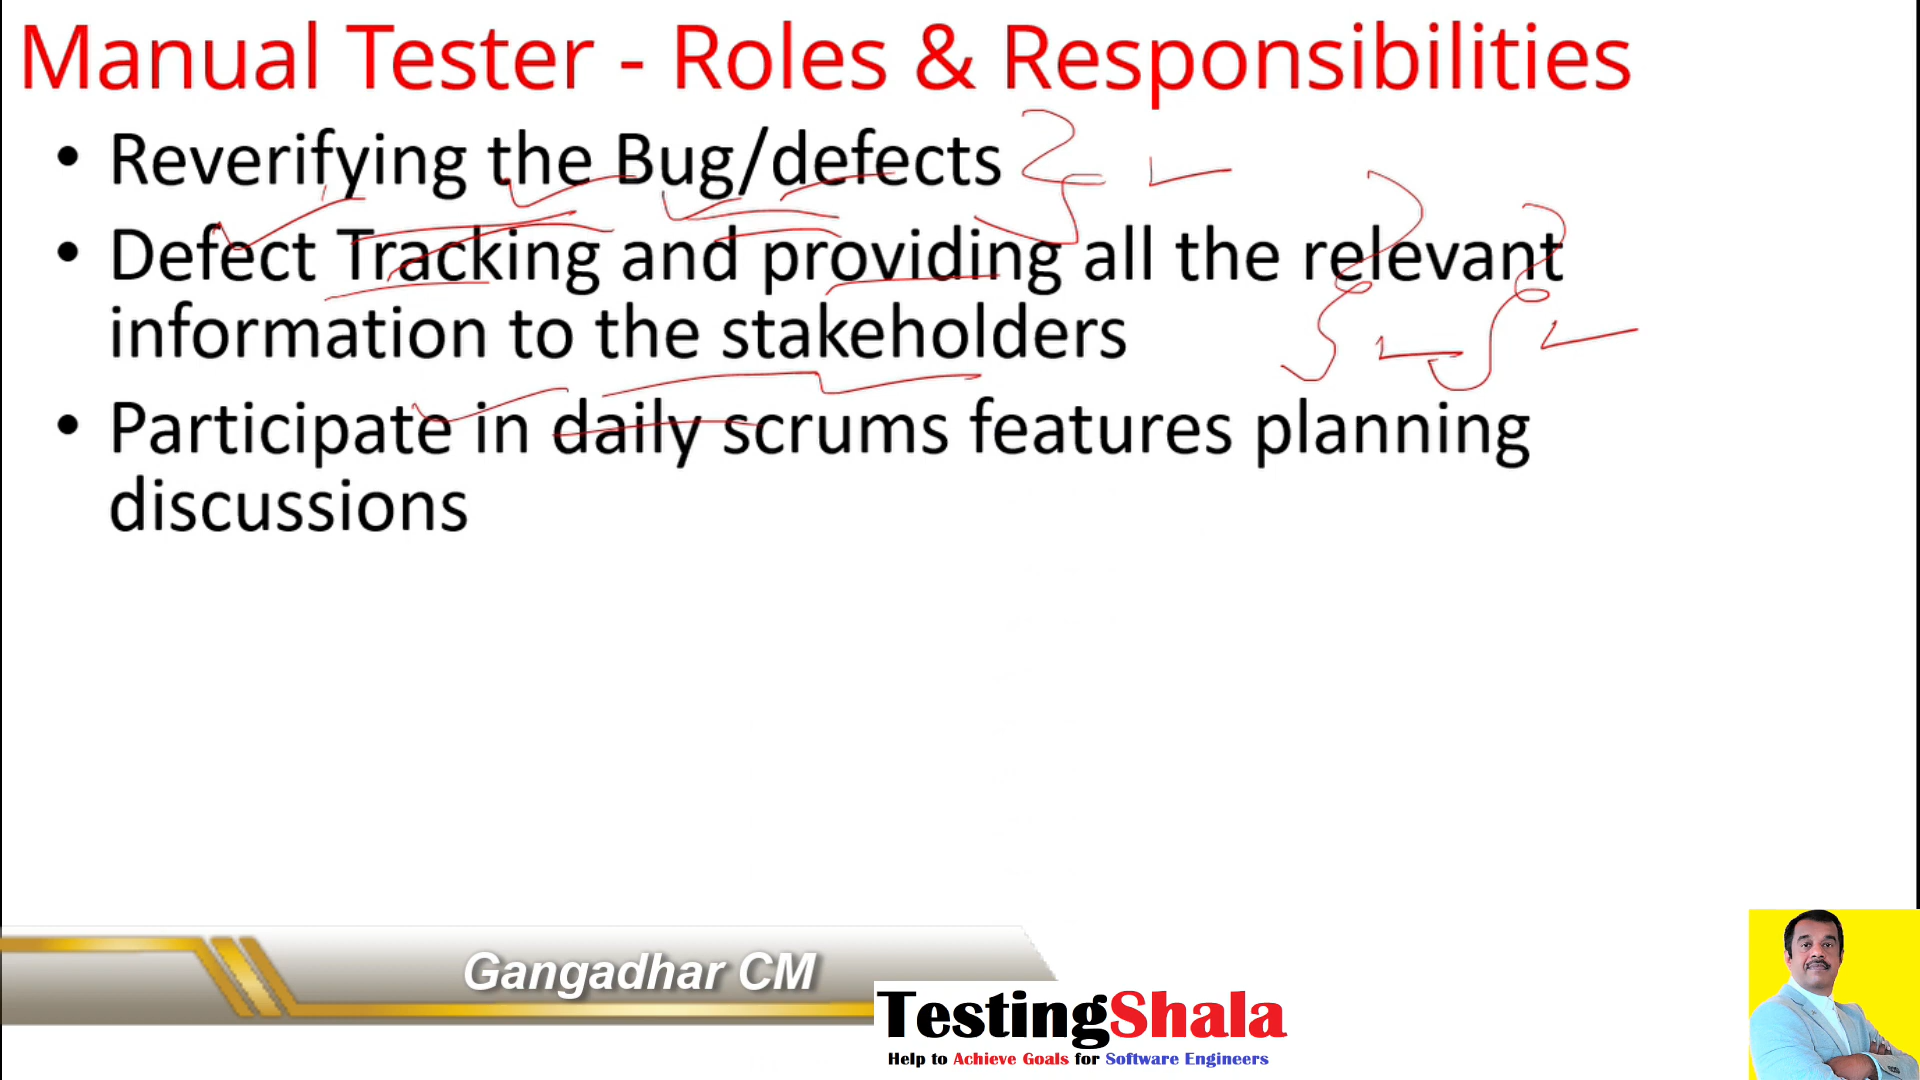 Manual Tester - Roles & Responsibilities
• Reverifying the Bug/defects
• Defect Tracking and providing all the relevant
information to the stakeholders
• Participate in daily scrums features planning
discussions
Gangadhar CM
TestingShala
Help to Achieve Goals for Software Engineers